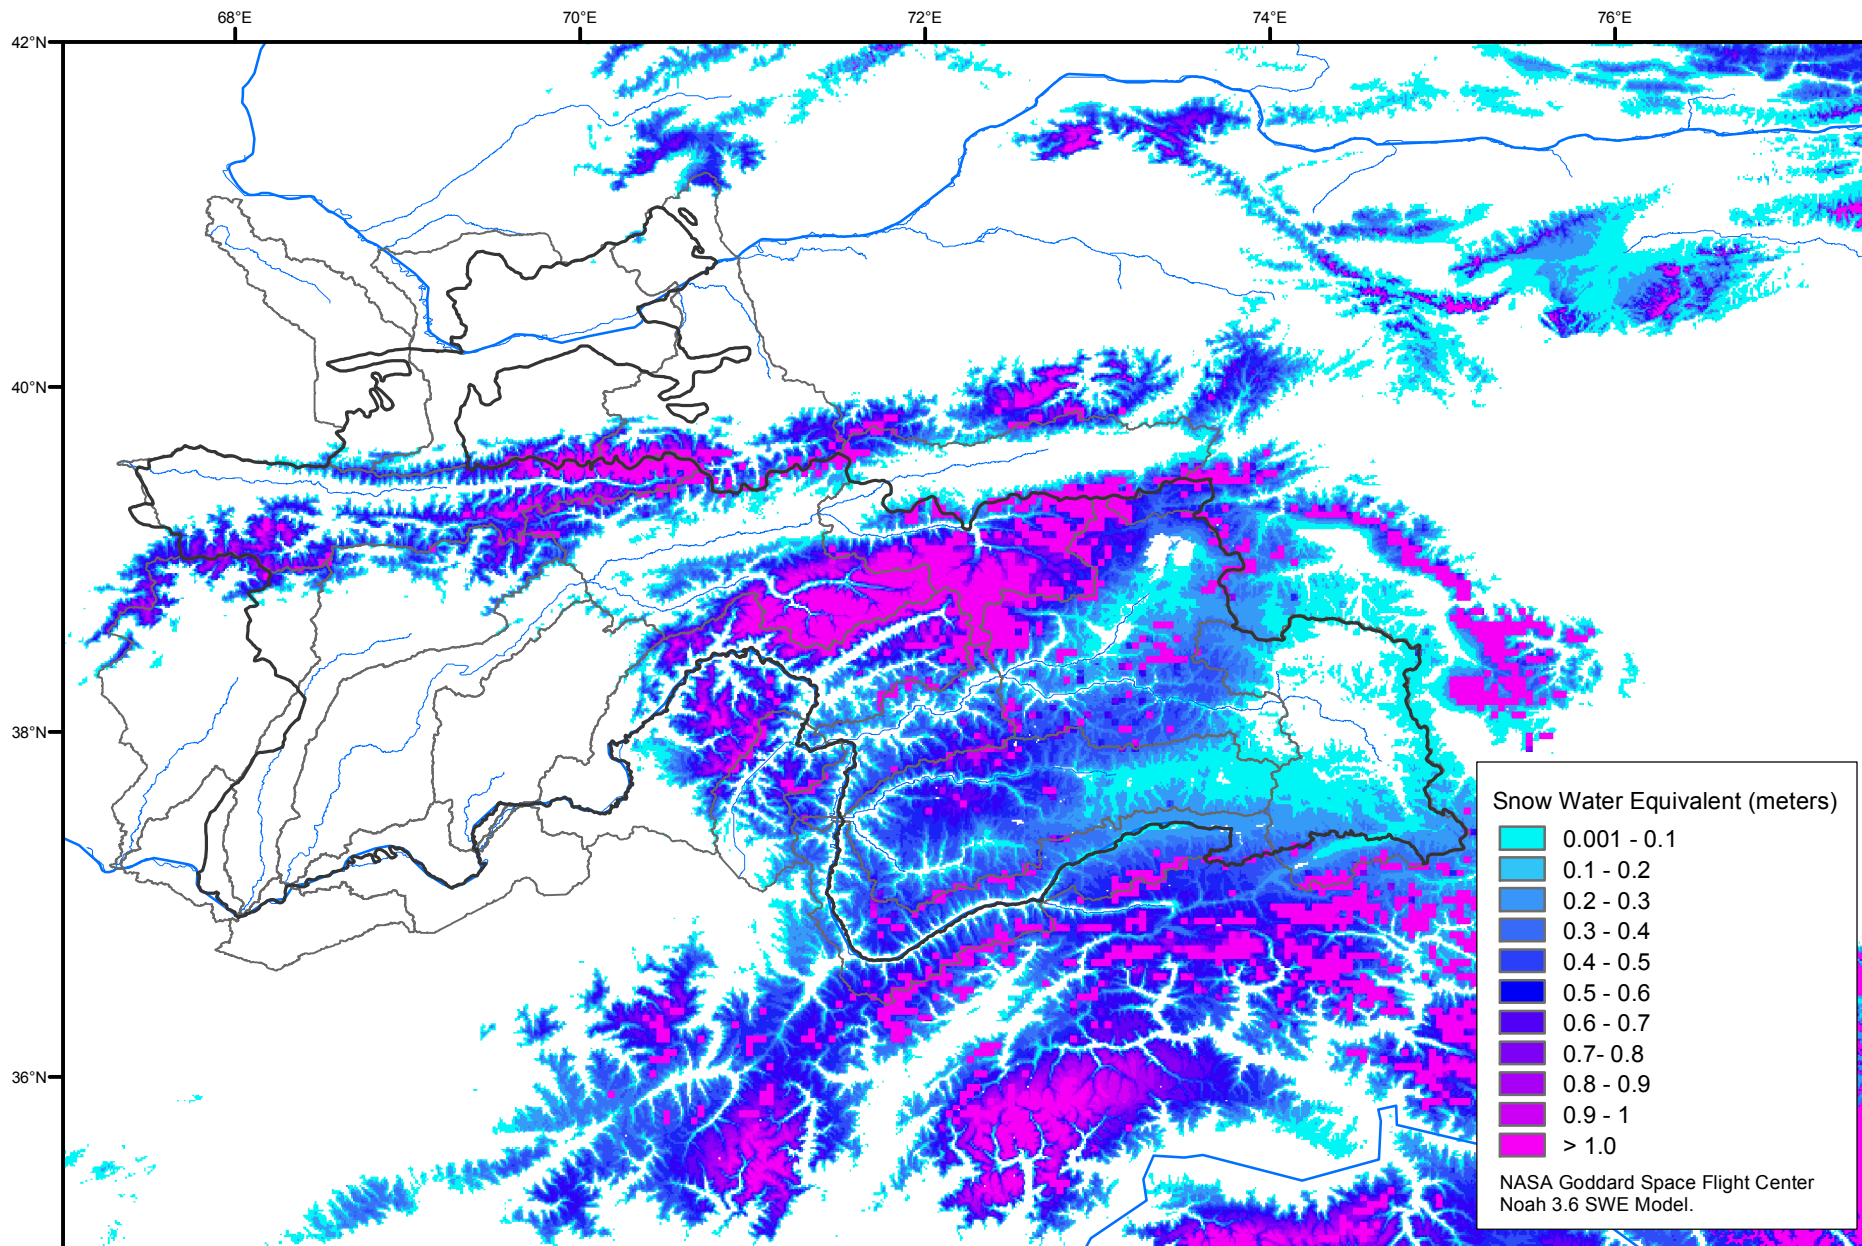 68°E
70°E
72°E
74°E
76°E
42°N
40°N
38°N
36°N
Snow Water Equivalent (meters)
0.001 - 0.1
0.1 - 0.2
0.2 - 0.3
0.3 - 0.4
0.4 - 0.5
0.5 - 0.6
0.6 - 0.7
0.7- 0.8
0.8 - 0.9
0.9 - 1
> 1.0
NASA Goddard Space Flight Center
Noah 3.6 SWE Model.